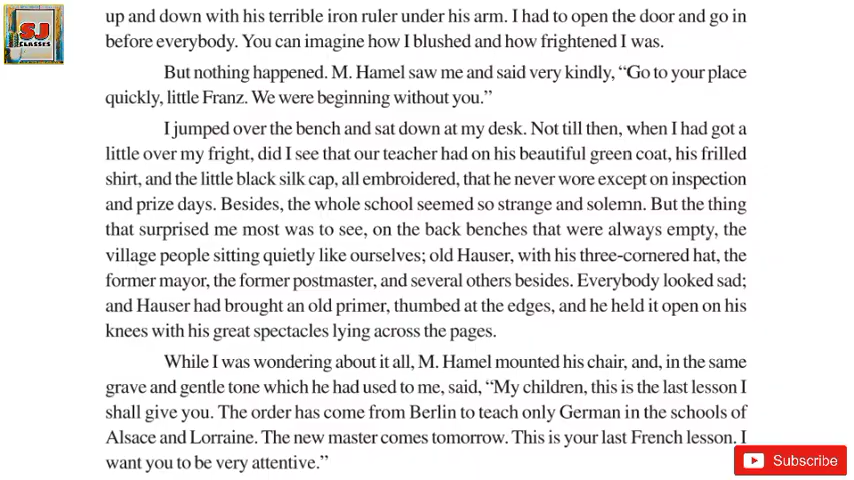 SJ
CLASSES
up and down with his terrible iron ruler under his arm. I had to open the door and go in
before everybody. You can imagine how I blushed and how frightened I was.
But nothing happened. M. Hamel saw me and said very kindly, “Go to your place
quickly, little Franz. We were beginning without you.”
I jumped over the bench and sat down at my desk. Not till then, when I had got a
little over my fright, did I see that our teacher had on his beautiful green coat, his frilled
shirt, and the little black silk cap, all embroidered, that he never wore except on inspection
and prize days. Besides, the whole school seemed so strange and solemn. But the thing
that surprised me most was to see, on the back benches that were always empty, the
village people sitting quietly like ourselves; old Hauser, with his three-cornered hat, the
former mayor, the former postmaster, and several others besides. Everybody looked sad;
and Hauser had brought an old primer, thumbed at the edges, and he held it open on his
knees with his great spectacles lying across the pages.
While I was wondering about it all, M. Hamel mounted his chair, and, in the same
grave and gentle tone which he had used to me, said, “My children, this is the last lesson I
shall give you. The order has come from Berlin to teach only German in the schools of
Alsace and Lorraine. The new master comes tomorrow. This is your last French lesson. I
want you to be very attentive.”
Subscribe